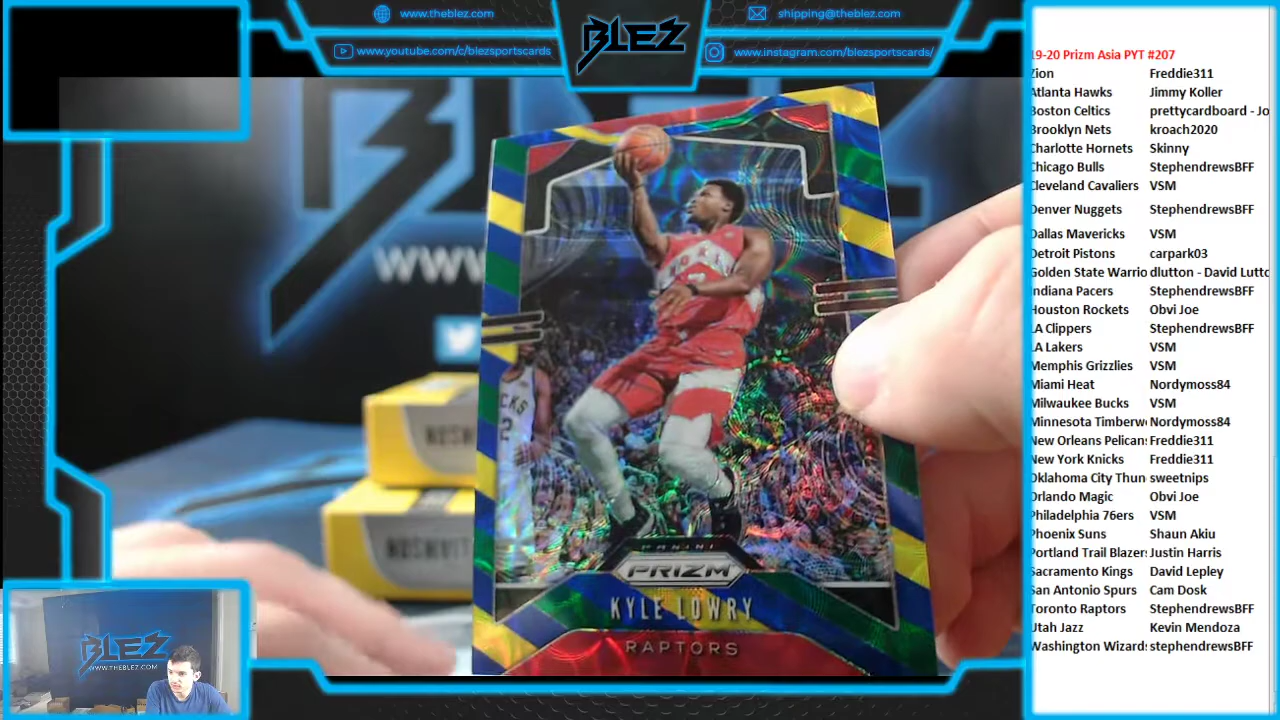 www.theblez.com
www.youtube.com/c/blezsportscards
BLEZ
shipping@theblez.com
www.instagram.com/blezsportscards/
BLEZ
WWW
PANINI
PRIZM
KYLE LOWRY
RAPTORS
BLEZ
WWW.THEBLEZ.COM
19-20 Prizm Asia PYT #207
Zion Freddie311
Atlanta Hawks Jimmy Koller
Boston Celtics prettycardboard - Jo
Brooklyn Nets kroach2020
Charlotte Hornets Skinny
Chicago Bulls StephendrewsBFF
Cleveland Cavaliers VSM
Denver Nuggets StephendrewsBFF
Dallas Mavericks VSM
Detroit Pistons carpark03
Golden State Warrio dlutton - David Lutto
Indiana Pacers StephendrewsBFF
Houston Rockets Obvi Joe
LA Clippers StephendrewsBFF
LA Lakers VSM
Memphis Grizzlies VSM
Miami Heat Nordymoss84
Milwaukee Bucks VSM
Minnesota Timberw Nordymoss84
New Orleans Pelican Freddie311
New York Knicks Freddie311
Oklahoma City Thun sweetnips
Orlando Magic Obvi Joe
Philadelphia 76ers VSM
Phoenix Suns Shaun Akiu
Portland Trail Blazer Justin Harris
Sacramento Kings David Lepley
San Antonio Spurs Cam Dosk
Toronto Raptors StephendrewsBFF
Utah Jazz Kevin Mendoza
Washington Wizard stephendrewsBFF